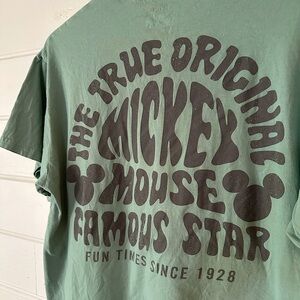 THE TRUE ORIGINAL
MICKEY
MOUSE
FAMOUS STAR
FUN TIMES SINCE 1928